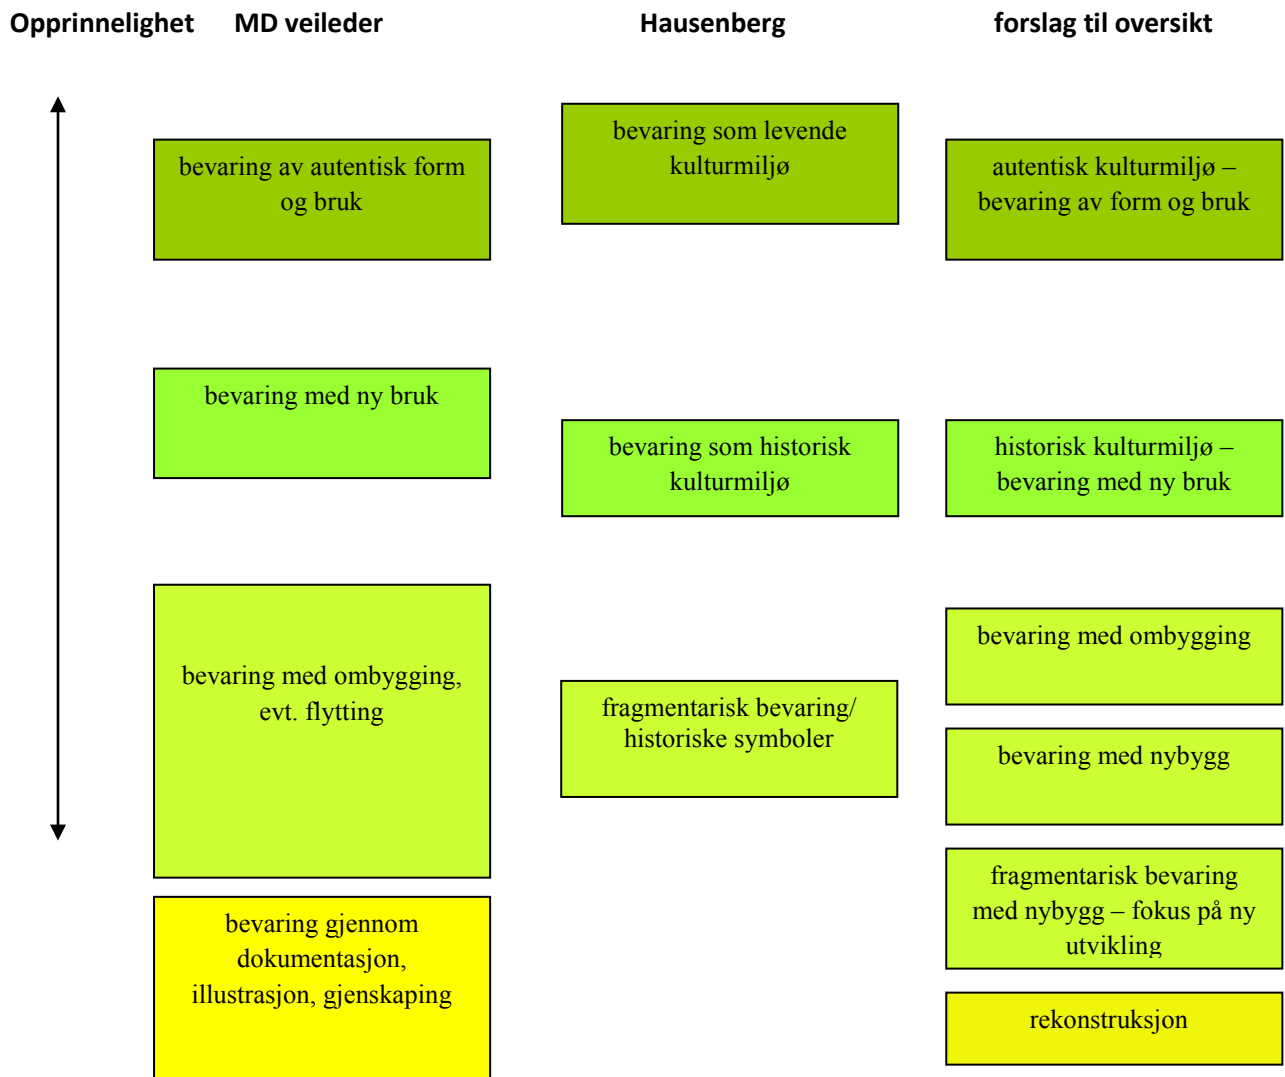 Opprinnelighet MD veileder Hausenberg forslag til oversikt
bevaring av autentisk form
og bruk
bevaring som levende
kulturmiljø
autentisk kulturmiljø –
bevaring av form og bruk
bevaring med ny bruk
bevaring som historisk
kulturmiljø
historisk kulturmiljø –
bevaring med ny bruk
bevaring med ombygging,
evt. flytting
fragmentarisk bevaring/
historiske symboler
bevaring med ombygging
bevaring med nybygg
fragmentarisk bevaring
med nybygg – fokus på ny
utvikling
bevaring gjennom
dokumentasjon,
illustrasjon, gjenskaping
rekonstruksjon